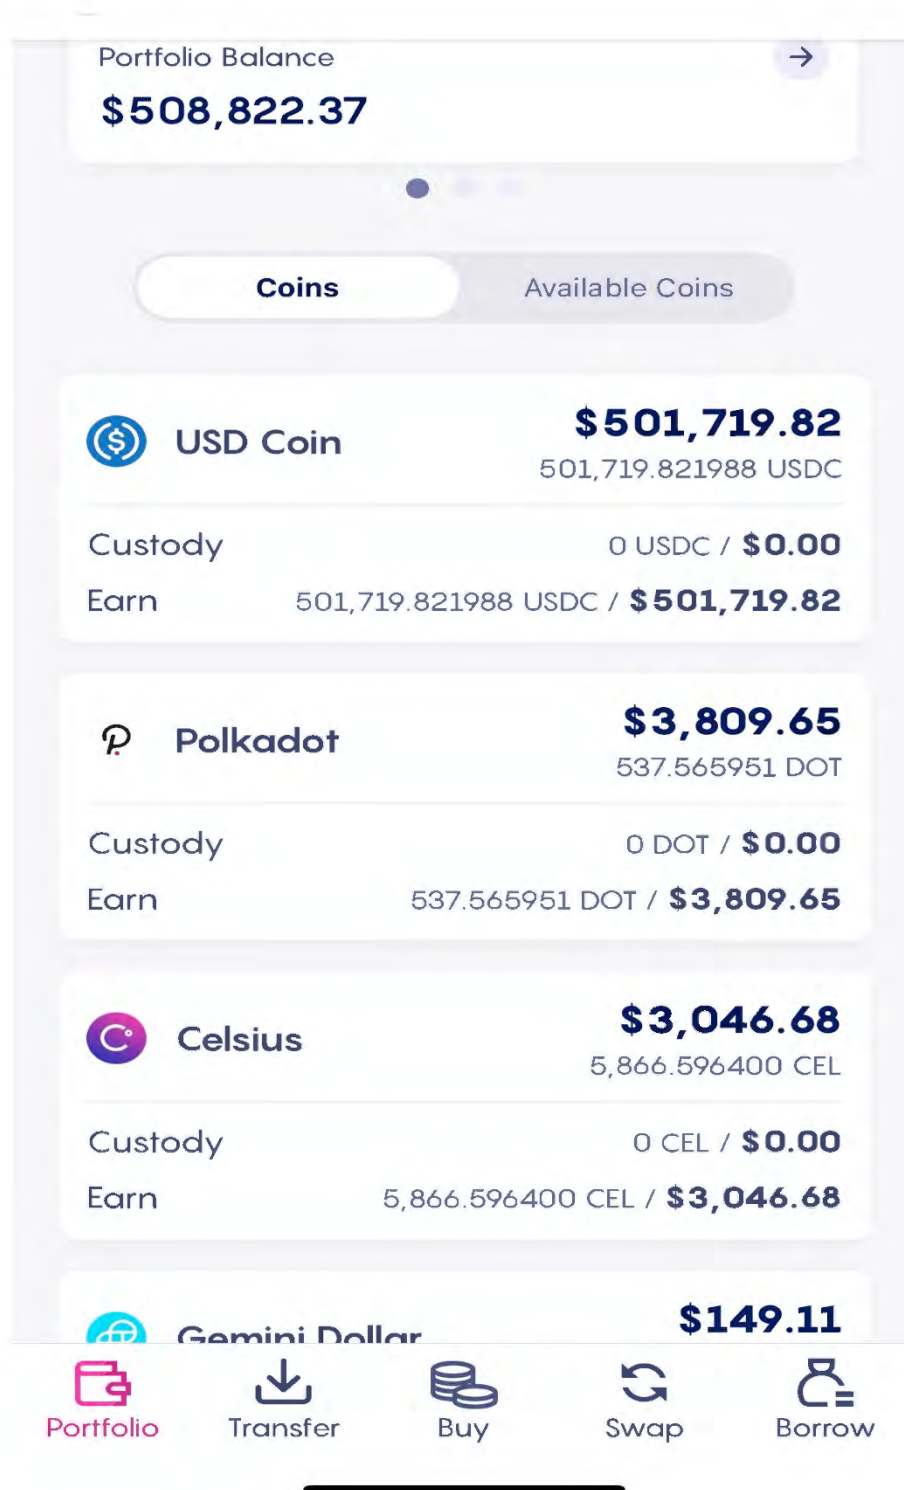 Portfolio Balance
$508,822.37
Coins
Available Coins
USD Coin
$501,719.82
501,719.821988 USDC
Custody
0 USDC / $0.00
Earn
501,719.821988 USDC / $501,719.82
Polkadot
$3,809.65
537.565951 DOT
Custody
0 DOT / $0.00
Earn
537.565951 DOT / $3,809.65
Celsius
$3,046.68
5,866.596400 CEL
Custody
0 CEL / $0.00
Earn
5,866.596400 CEL / $3,046.68
Gemini Dollar
$149.11
Portfolio
Transfer
Buy
Swap
Borrow